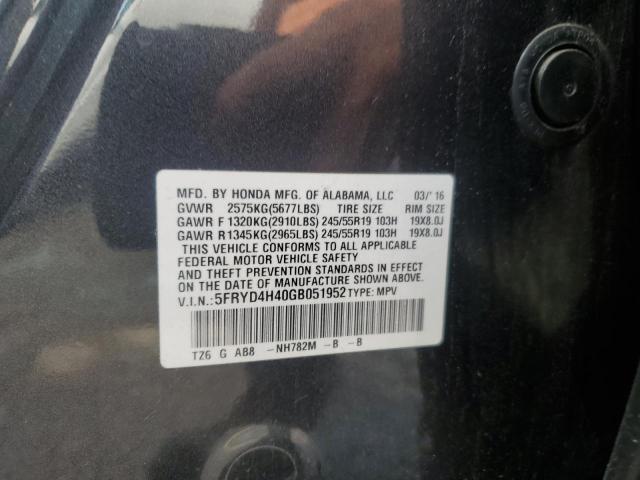 MFD. BY HONDA MFG. OF ALABAMA, LLC 03/'16
GVWR 2575KG(5677LBS) TIRE SIZE RIM SIZE
GAWR F 1320KG(2910LBS) 245/55R19 103H 19X8.0J
GAWR R1345KG(2965LBS) 245/55R19 103H 19X8.0J
THIS VEHICLE CONFORMS TO ALL APPLICABLE
FEDERAL MOTOR VEHICLE SAFETY
AND THEFT PREVENTION STANDARDS IN EFFECT
ON THE DATE OF MANUFACTURE SHOWN ABOVE.
V.I.N.: 5FRYD4H40GB051952 TYPE: MPV
TZ6 G AB8 -NH782M -B -B